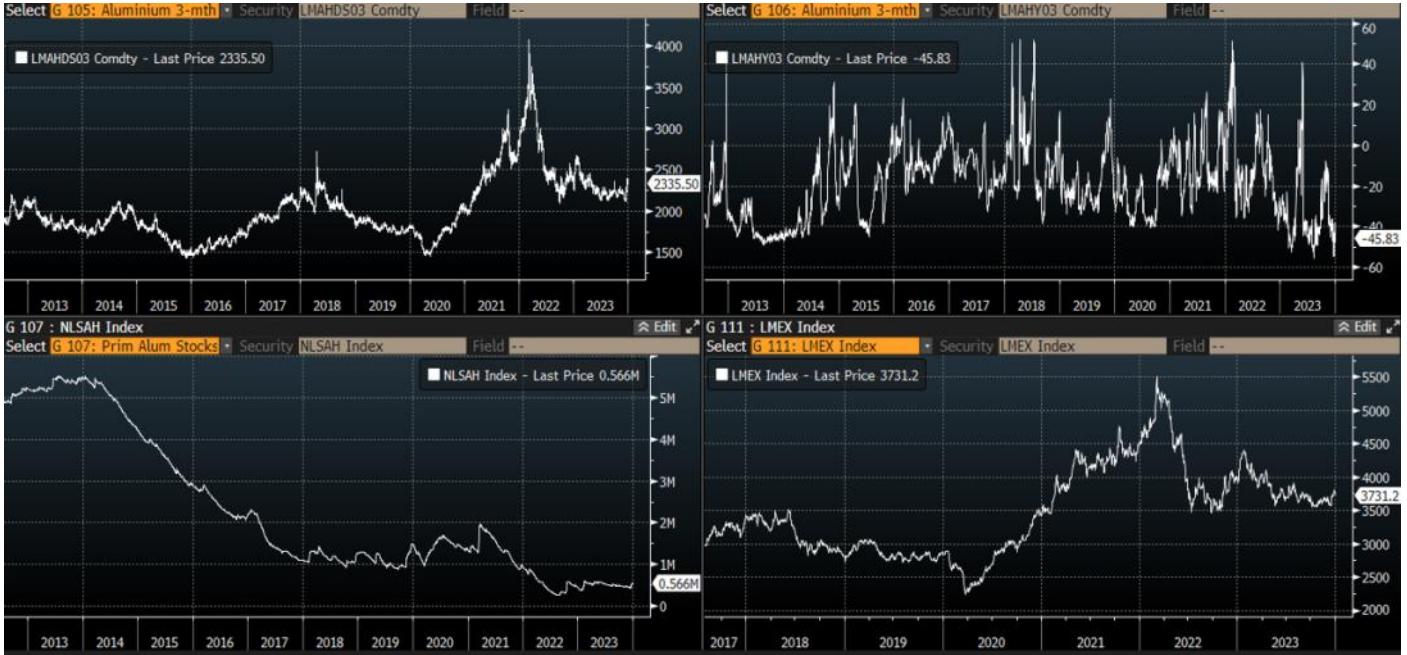 Select G 105: Aluminium 3-mth Security LMAHDS03 Comdty Field --
LMAHDS03 Comdty - Last Price 2335.50
4000
3500
3000
2500
2335.50
2000
1500
2013 2014 2015 2016 2017 2018 2019 2020 2021 2022 2023
Select G 106: Aluminium 3-mth Security LMAHY03 Comdty Field --
LMAHY03 Comdty - Last Price -45.83
60
40
20
0
-20
-40
-45.83
-60
2013 2014 2015 2016 2017 2018 2019 2020 2021 2022 2023
G 107 : NLSAH Index Edit
Select G 107: Prim Alum Stocks Security NLSAH Index Field --
NLSAH Index - Last Price 0.566M
5M
4M
3M
2M
1M
0.566M
0
2013 2014 2015 2016 2017 2018 2019 2020 2021 2022 2023
G 111 : LMEX Index Edit
Select G 111: LMEX Index Security LMEX Index Field --
LMEX Index - Last Price 3731.2
5500
5000
4500
4000
3731.2
3500
3000
2500
2000
2017 2018 2019 2020 2021 2022 2023